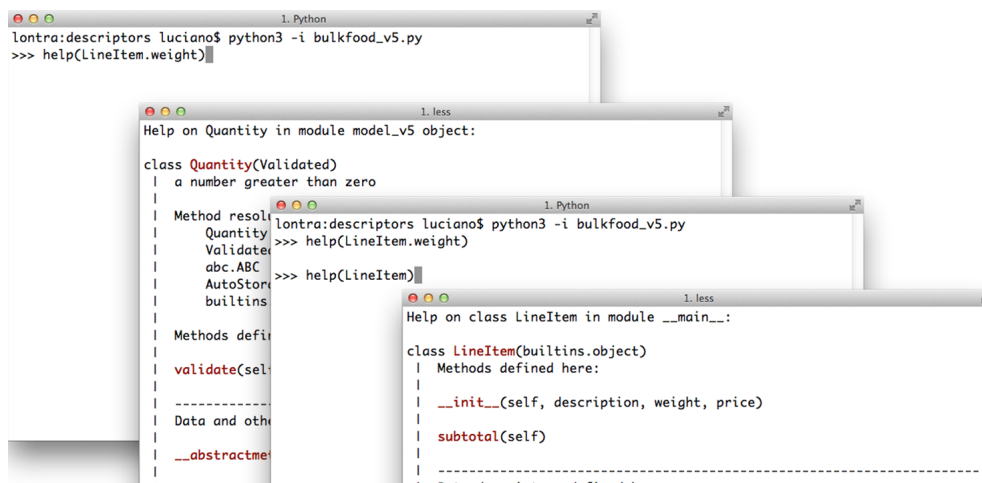 1. Python
lontra:descriptors luciano$ python3 -i bulkfood_v5.py
>>> help(LineItem.weight)
1. less
Help on Quantity in module model_v5 object:
class Quantity(Validated)
 |  a number greater than zero
 |
 |  Method resol
 |      Quantity
 |      Validated
 |      abc.ABC
 |      AutoStora
 |      builtins
 |
 |  Methods defi
 |
 |  validate(sel
 |
 |  ------------
 |  Data and othe
 |
 |  __abstractmet
 |
1. Python
lontra:descriptors luciano$ python3 -i bulkfood_v5.py
>>> help(LineItem.weight)
>>> help(LineItem)
1. less
Help on class LineItem in module __main__:
class LineItem(builtins.object)
 |  Methods defined here:
 |
 |  __init__(self, description, weight, price)
 |
 |  subtotal(self)
 |
 |  ----------------------------------------------------------------------